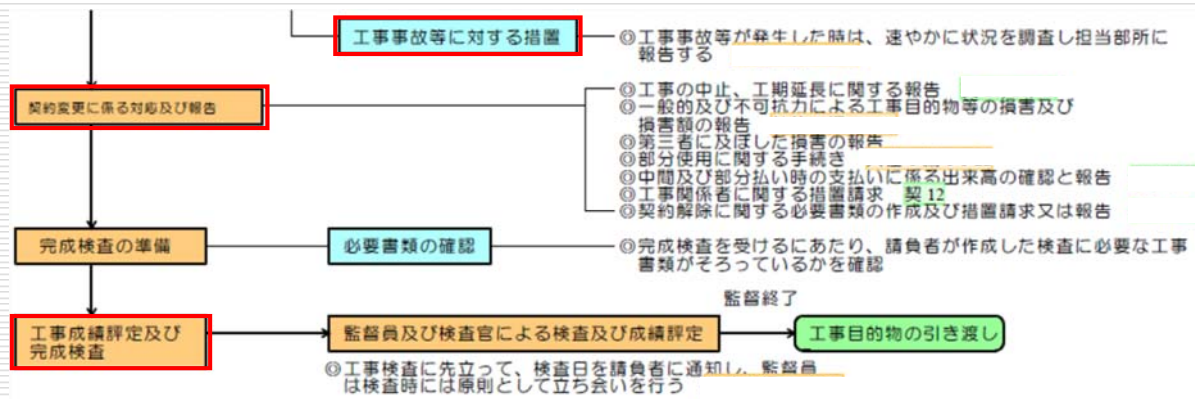 工事事故等に対する措置
◎工事事故等が発生した時は、速やかに状況を調査し担当部所に
報告する
契約変更に係る対応及び報告
◎工事の中止、工期延長に関する報告
◎一般的及び不可抗力による工事目的物等の損害及び
損害額の報告
◎第三者に及ぼした損害の報告
◎部分使用に関する手続き
◎中間及び部分払い時の支払いに係る出来高の確認と報告
◎工事関係者に関する措置請求 契12
◎契約解除に関する必要書類の作成及び措置請求又は報告
完成検査の準備
必要書類の確認
◎完成検査を受けるにあたり、請負者が作成した検査に必要な工事
書類がそろっているかを確認
監督終了
工事成績評定及び
完成検査
監督員及び検査官による検査及び成績評定
工事目的物の引き渡し
◎工事検査に先立って、検査日を請負者に通知し、監督員
は検査時には原則として立ち会いを行う